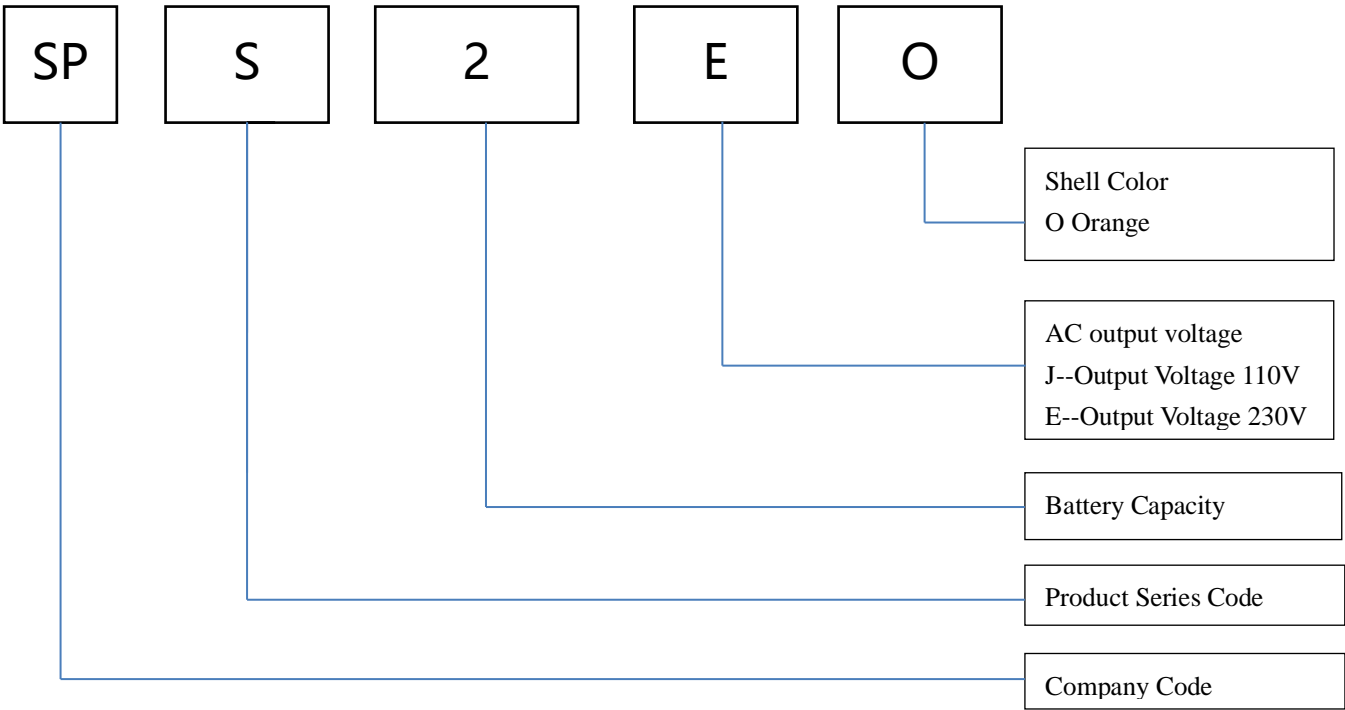 SP S 2 E O
Shell Color
O Orange
AC output voltage
J--Output Voltage 110V
E--Output Voltage 230V
Battery Capacity
Product Series Code
Company Code